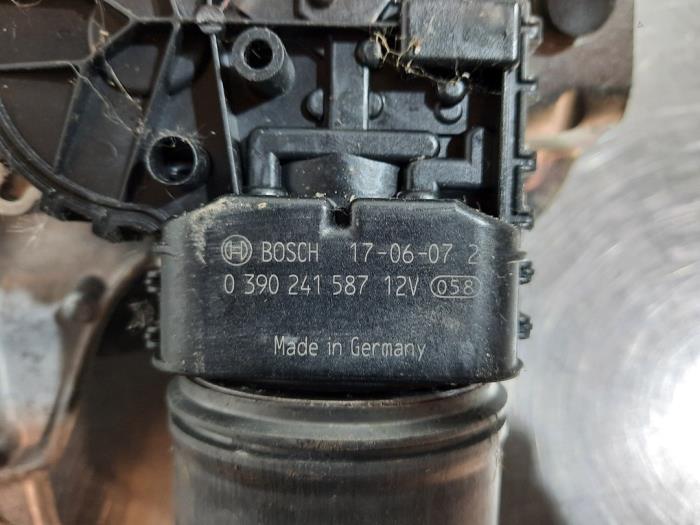 BOSCH 17-06-07 2
0 390 241 587 12V 058
Made in Germany